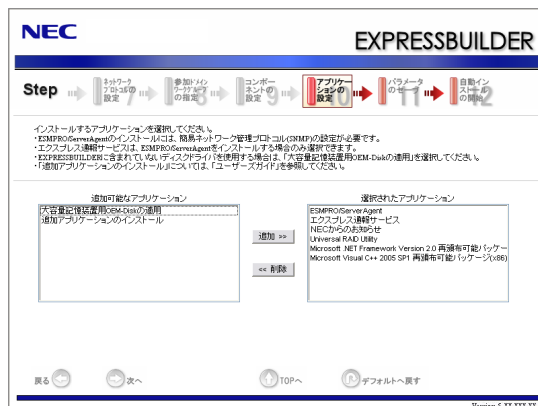 NEC
EXPRESSBUILDER
Step
7
ネットワーク
プロトコルの
設定
8
参加ドメイン
ワークグループ
の指定
9
コンポー
ネントの
設定
10
アプリケー
ションの
設定
11
パラメータ
のセーブ
12
自動イン
ストール
の開始
インストールするアプリケーションを選択してください。
・ESMPRO/ServerAgentのインストールには、簡易ネットワーク管理プロトコル(SNMP)の設定が必要です。
・エクスプレス通報サービスは、ESMPRO/ServerAgentをインストールする場合のみ選択できます。
・EXPRESSBUILDERに含まれていないディスクドライバを使用する場合は、「大容量記憶装置用OEM-Diskの適用」を選択してください。
・「追加アプリケーションのインストール」については、「ユーザーズガイド」を参照してください。
追加可能なアプリケーション
大容量記憶装置用OEM-Diskの適用
追加アプリケーションのインストール
追加 >>
<< 削除
選択されたアプリケーション
ESMPRO/ServerAgent
エクスプレス通報サービス
NECからのお知らせ
Universal RAID Utility
Microsoft .NET Framework Version 2.0 再頒布可能パッケー
Microsoft Visual C++ 2005 SP1 再頒布可能パッケージ(x86)
戻る
次へ
TOPへ
デフォルトへ戻す